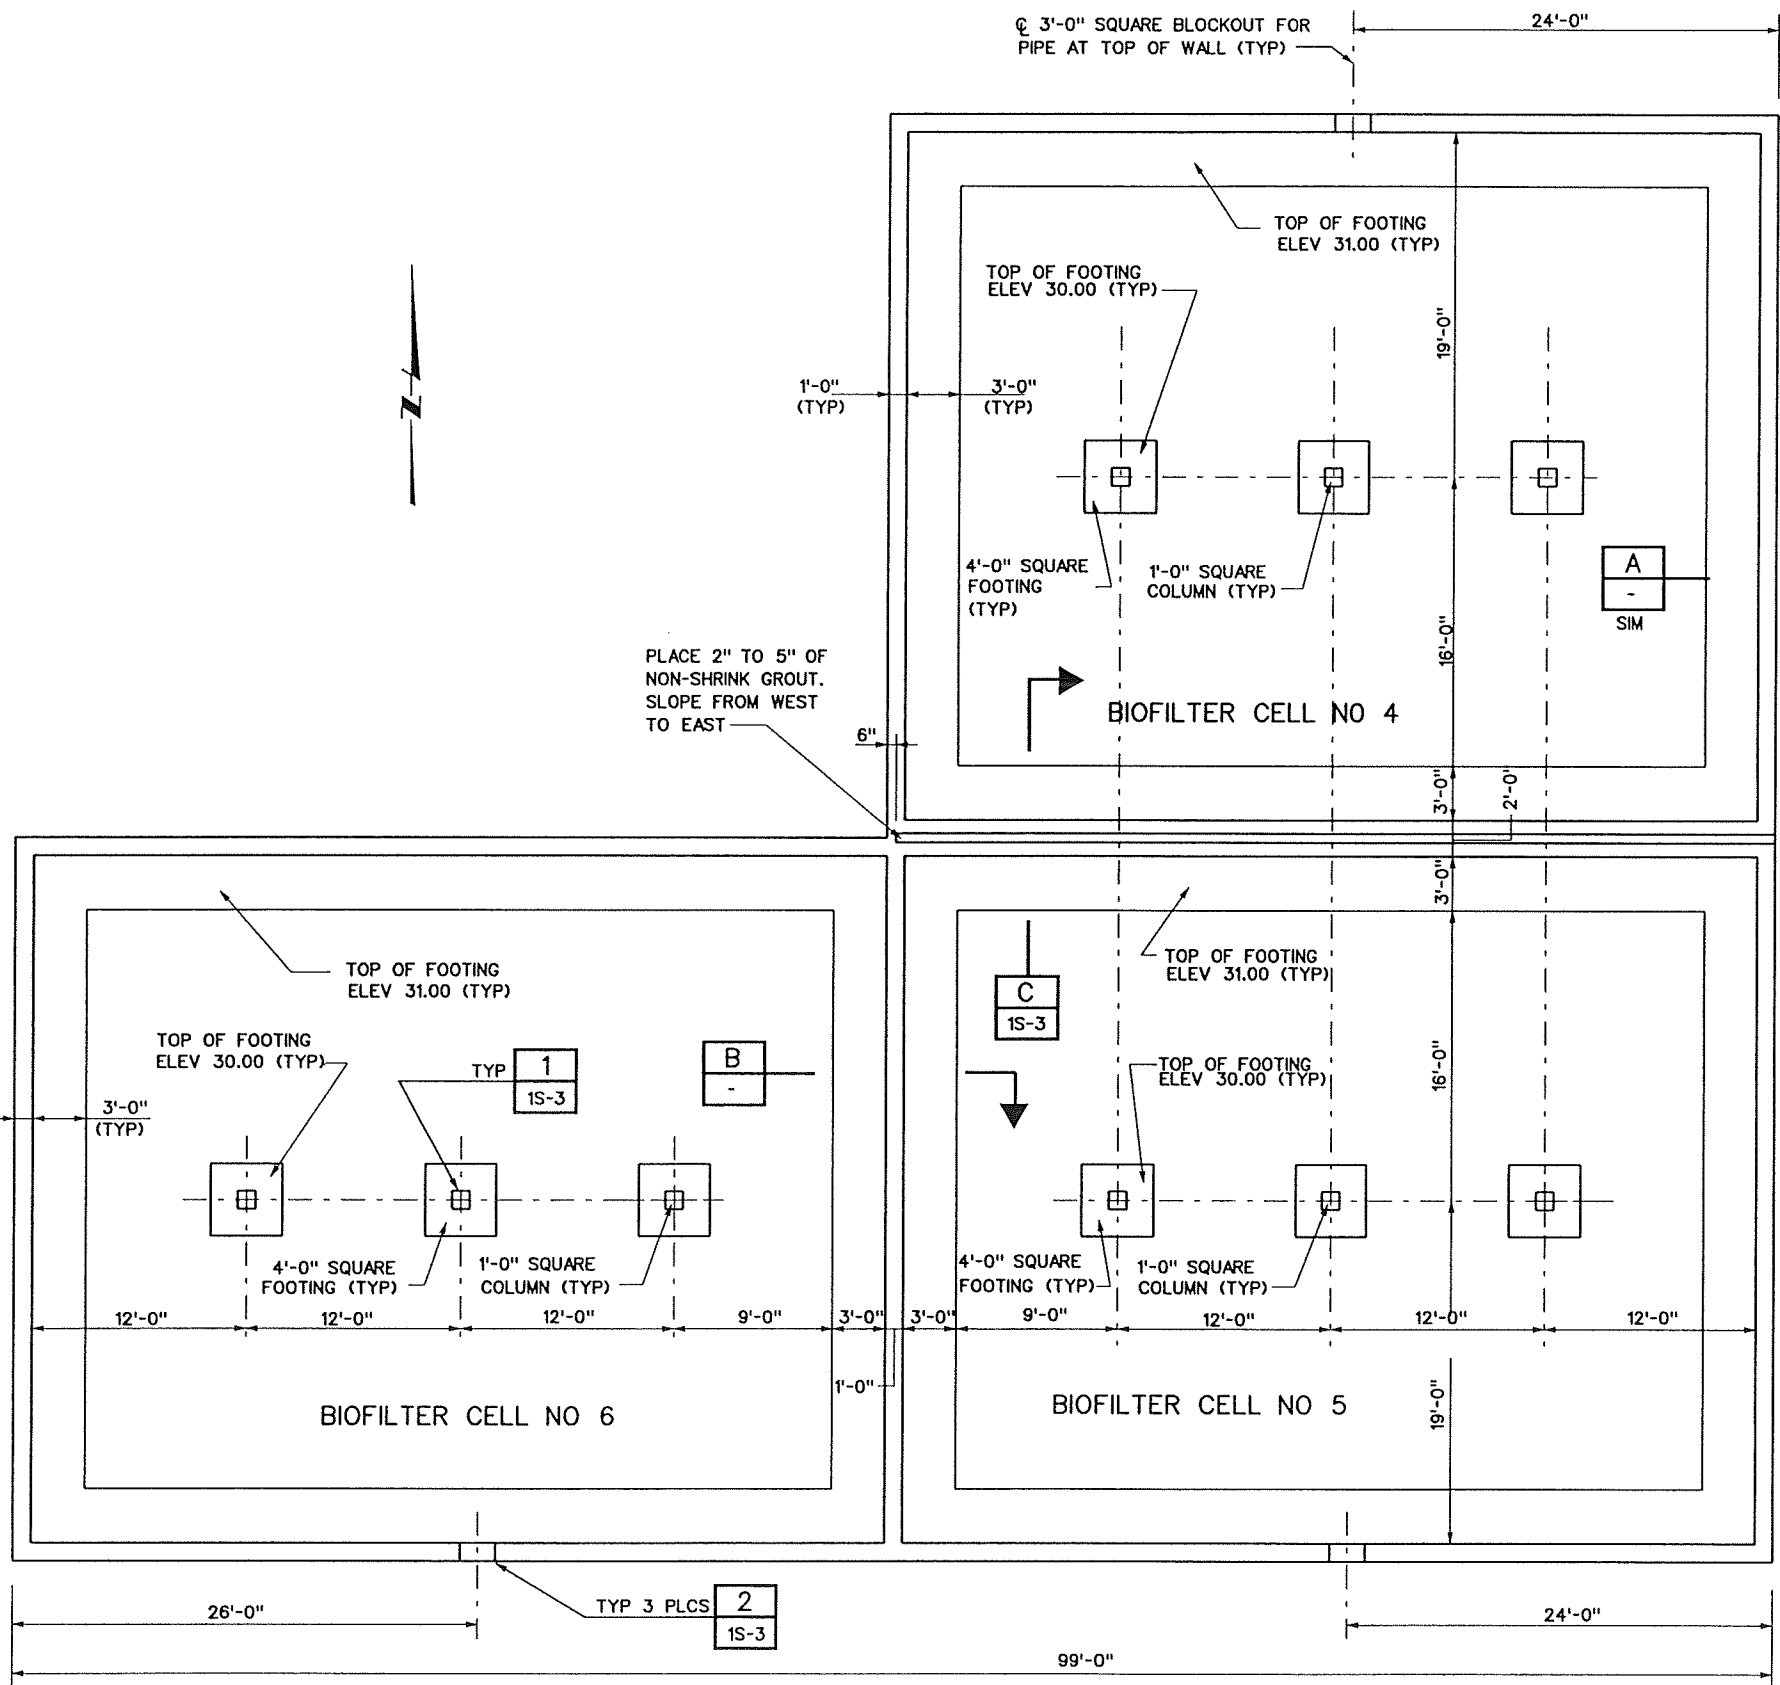 ℄ 3'-0" SQUARE BLOCKOUT FOR
PIPE AT TOP OF WALL (TYP)
24'-0"
TOP OF FOOTING
ELEV 31.00 (TYP)
TOP OF FOOTING
ELEV 30.00 (TYP)
19'-0"
Z
1'-0"
(TYP)
3'-0"
(TYP)
4'-0" SQUARE
FOOTING
(TYP)
1'-0" SQUARE
COLUMN (TYP)
A
-
SIM
16'-0"
PLACE 2" TO 5" OF
NON-SHRINK GROUT.
SLOPE FROM WEST
TO EAST
BIOFILTER CELL NO 4
6"
3'-0"
2'-0"
3'-0"
TOP OF FOOTING
ELEV 31.00 (TYP)
TOP OF FOOTING
ELEV 31.00 (TYP)
C
1S-3
TOP OF FOOTING
ELEV 30.00 (TYP)
TYP
1
1S-3
B
-
TOP OF FOOTING
ELEV 30.00 (TYP)
16'-0"
3'-0"
(TYP)
4'-0" SQUARE
FOOTING (TYP)
1'-0" SQUARE
COLUMN (TYP)
4'-0" SQUARE
FOOTING (TYP)
1'-0" SQUARE
COLUMN (TYP)
12'-0"
12'-0"
12'-0"
9'-0"
3'-0"
3'-0"
9'-0"
12'-0"
12'-0"
12'-0"
1'-0"
19'-0"
BIOFILTER CELL NO 6
BIOFILTER CELL NO 5
26'-0"
TYP 3 PLCS
2
1S-3
24'-0"
99'-0"